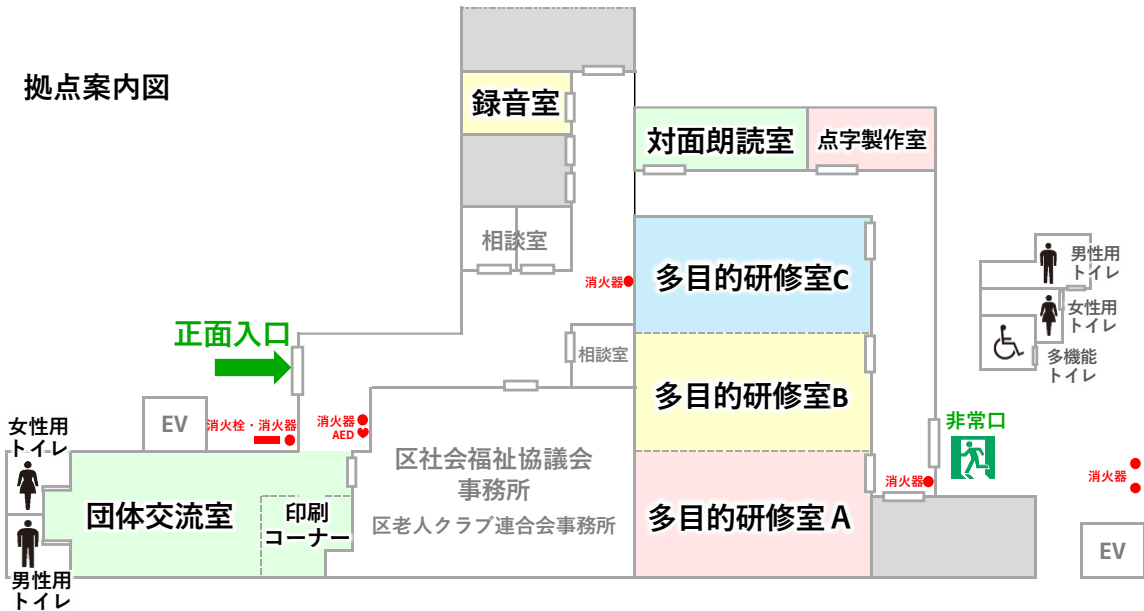 拠点案内図
録音室
対面朗読室
点字製作室
相談室
多目的研修室C
消火器
男性用
トイレ
女性用
トイレ
多機能
トイレ
正面入口
相談室
多目的研修室B
EV
消火栓・消火器
消火器
AED
女性用
トイレ
区社会福祉協議会
事務所
区老人クラブ連合会事務所
非常口
消火器
消火器
団体交流室
印刷
コーナー
多目的研修室A
EV
男性用
トイレ